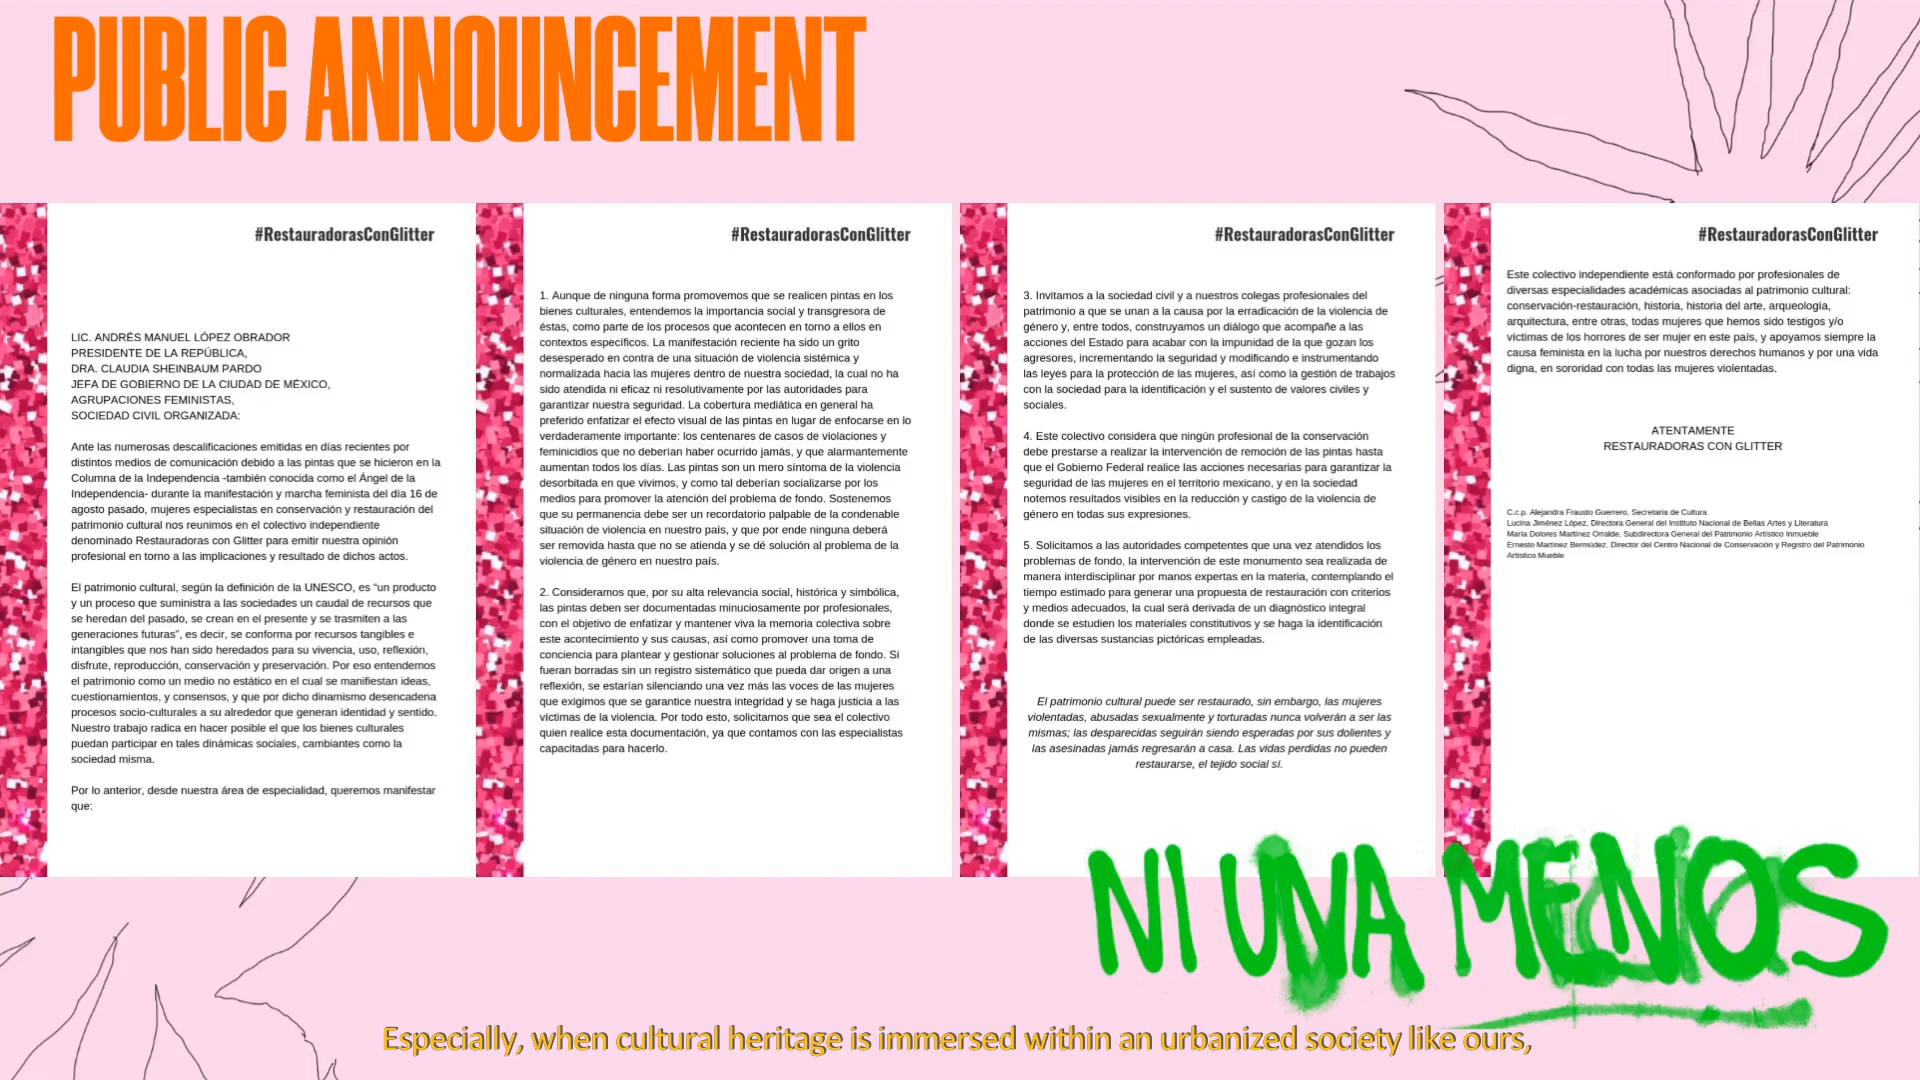 PUBLIC ANNOUNCEMENT
#RestauradorasConGlitter
LIC. ANDRÉS MANUEL LÓPEZ OBRADOR
PRESIDENTE DE LA REPÚBLICA,
DRA. CLAUDIA SHEINBAUM PARDO
JEFA DE GOBIERNO DE LA CIUDAD DE MÉXICO,
AGRUPACIONES FEMINISTAS,
SOCIEDAD CIVIL ORGANIZADA:
Ante las numerosas descalificaciones emitidas en días recientes por
distintos medios de comunicación debido a las pintas que se hicieron en la
Columna de la Independencia -también conocida como el Ángel de la
Independencia- durante la manifestación y marcha feminista del día 16 de
agosto pasado, mujeres especialistas en conservación y restauración del
patrimonio cultural nos reunimos en el colectivo independiente
denominado Restauradoras con Glitter para emitir nuestra opinión
profesional en torno a las implicaciones y resultado de dichos actos.
El patrimonio cultural, según la definición de la UNESCO, es “un producto
y un proceso que suministra a las sociedades un caudal de recursos que
se heredan del pasado, se crean en el presente y se trasmiten a las
generaciones futuras”, es decir, se conforma por recursos tangibles e
intangibles que nos han sido heredados para su vivencia, uso, reflexión,
disfrute, reproducción, conservación y preservación. Por eso entendemos
el patrimonio como un medio no estático en el cual se manifiestan ideas,
cuestionamientos, y consensos, y que por dicho dinamismo desencadena
procesos socio-culturales a su alrededor que generan identidad y sentido.
Nuestro trabajo radica en hacer posible el que los bienes culturales
puedan participar en tales dinámicas sociales, cambiantes como la
sociedad misma.
Por lo anterior, desde nuestra área de especialidad, queremos manifestar
que:
#RestauradorasConGlitter
1. Aunque de ninguna forma promovemos que se realicen pintas en los
bienes culturales, entendemos la importancia social y transgresora de
éstas, como parte de los procesos que acontecen en torno a ellos en
contextos específicos. La manifestación reciente ha sido un grito
desesperado en contra de una situación de violencia sistémica y
normalizada hacia las mujeres dentro de nuestra sociedad, la cual no ha
sido atendida ni eficaz ni resolutivamente por las autoridades para
garantizar nuestra seguridad. La cobertura mediática en general ha
preferido enfatizar el efecto visual de las pintas en lugar de enfocarse en lo
verdaderamente importante: los centenares de casos de violaciones y
feminicidios que no deberían haber ocurrido jamás, y que alarmantemente
aumentan todos los días. Las pintas son un mero síntoma de la violencia
desorbitada en que vivimos, y como tal deberían socializarse por los
medios para promover la atención del problema de fondo. Sostenemos
que su permanencia debe ser un recordatorio palpable de la condenable
situación de violencia en nuestro país, y que por ende ninguna deberá
ser removida hasta que no se atienda y se dé solución al problema de la
violencia de género en nuestro país.
2. Consideramos que, por su alta relevancia social, histórica y simbólica,
las pintas deben ser documentadas minuciosamente por profesionales,
con el objetivo de enfatizar y mantener viva la memoria colectiva sobre
este acontecimiento y sus causas, así como promover una toma de
conciencia para plantear y gestionar soluciones al problema de fondo. Si
fueran borradas sin un registro sistemático que pueda dar origen a una
reflexión, se estarían silenciando una vez más las voces de las mujeres
que exigimos que se garantice nuestra integridad y se haga justicia a las
víctimas de la violencia. Por todo esto, solicitamos que sea el colectivo
quien realice esta documentación, ya que contamos con las especialistas
capacitadas para hacerlo.
#RestauradorasConGlitter
3. Invitamos a la sociedad civil y a nuestros colegas profesionales del
patrimonio a que se unan a la causa por la erradicación de la violencia de
género y, entre todos, construyamos un diálogo que acompañe a las
acciones del Estado para acabar con la impunidad de la que gozan los
agresores, incrementando la seguridad y modificando e instrumentando
las leyes para la protección de las mujeres, así como la gestión de trabajos
con la sociedad para la identificación y el sustento de valores civiles y
sociales.
4. Este colectivo considera que ningún profesional de la conservación
debe prestarse a realizar la intervención de remoción de las pintas hasta
que el Gobierno Federal realice las acciones necesarias para garantizar la
seguridad de las mujeres en el territorio mexicano, y en la sociedad
notemos resultados visibles en la reducción y castigo de la violencia de
género en todas sus expresiones.
5. Solicitamos a las autoridades competentes que una vez atendidos los
problemas de fondo, la intervención de este monumento sea realizada de
manera interdisciplinar por manos expertas en la materia, contemplando el
tiempo estimado para generar una propuesta de restauración con criterios
y medios adecuados, la cual será derivada de un diagnóstico integral
donde se estudien los materiales constitutivos y se haga la identificación
de las diversas sustancias pictóricas empleadas.
El patrimonio cultural puede ser restaurado, sin embargo, las mujeres
violentadas, abusadas sexualmente y torturadas nunca volverán a ser las
mismas; las desparecidas seguirán siendo esperadas por sus dolientes y
las asesinadas jamás regresarán a casa. Las vidas perdidas no pueden
restaurarse, el tejido social sí.
#RestauradorasConGlitter
Este colectivo independiente está conformado por profesionales de
diversas especialidades académicas asociadas al patrimonio cultural:
conservación-restauración, historia, historia del arte, arqueología,
arquitectura, entre otras, todas mujeres que hemos sido testigos y/o
víctimas de los horrores de ser mujer en este país, y apoyamos siempre la
causa feminista en la lucha por nuestros derechos humanos y por una vida
digna, en sororidad con todas las mujeres violentadas.
ATENTAMENTE
RESTAURADORAS CON GLITTER
C.c.p. Alejandra Frausto Guerrero, Secretaria de Cultura
Lucina Jiménez López, Directora General del Instituto Nacional de Bellas Artes y Literatura
Maria Dolores Martínez Orralde, Subdirectora General del Patrimonio Artístico Inmueble
Ernesto Martínez Bermúdez, Director del Centro Nacional de Conservación y Registro del Patrimonio
Artístico Mueble
NI UNA MENOS
Especially, when cultural heritage is immersed within an urbanized society like ours,